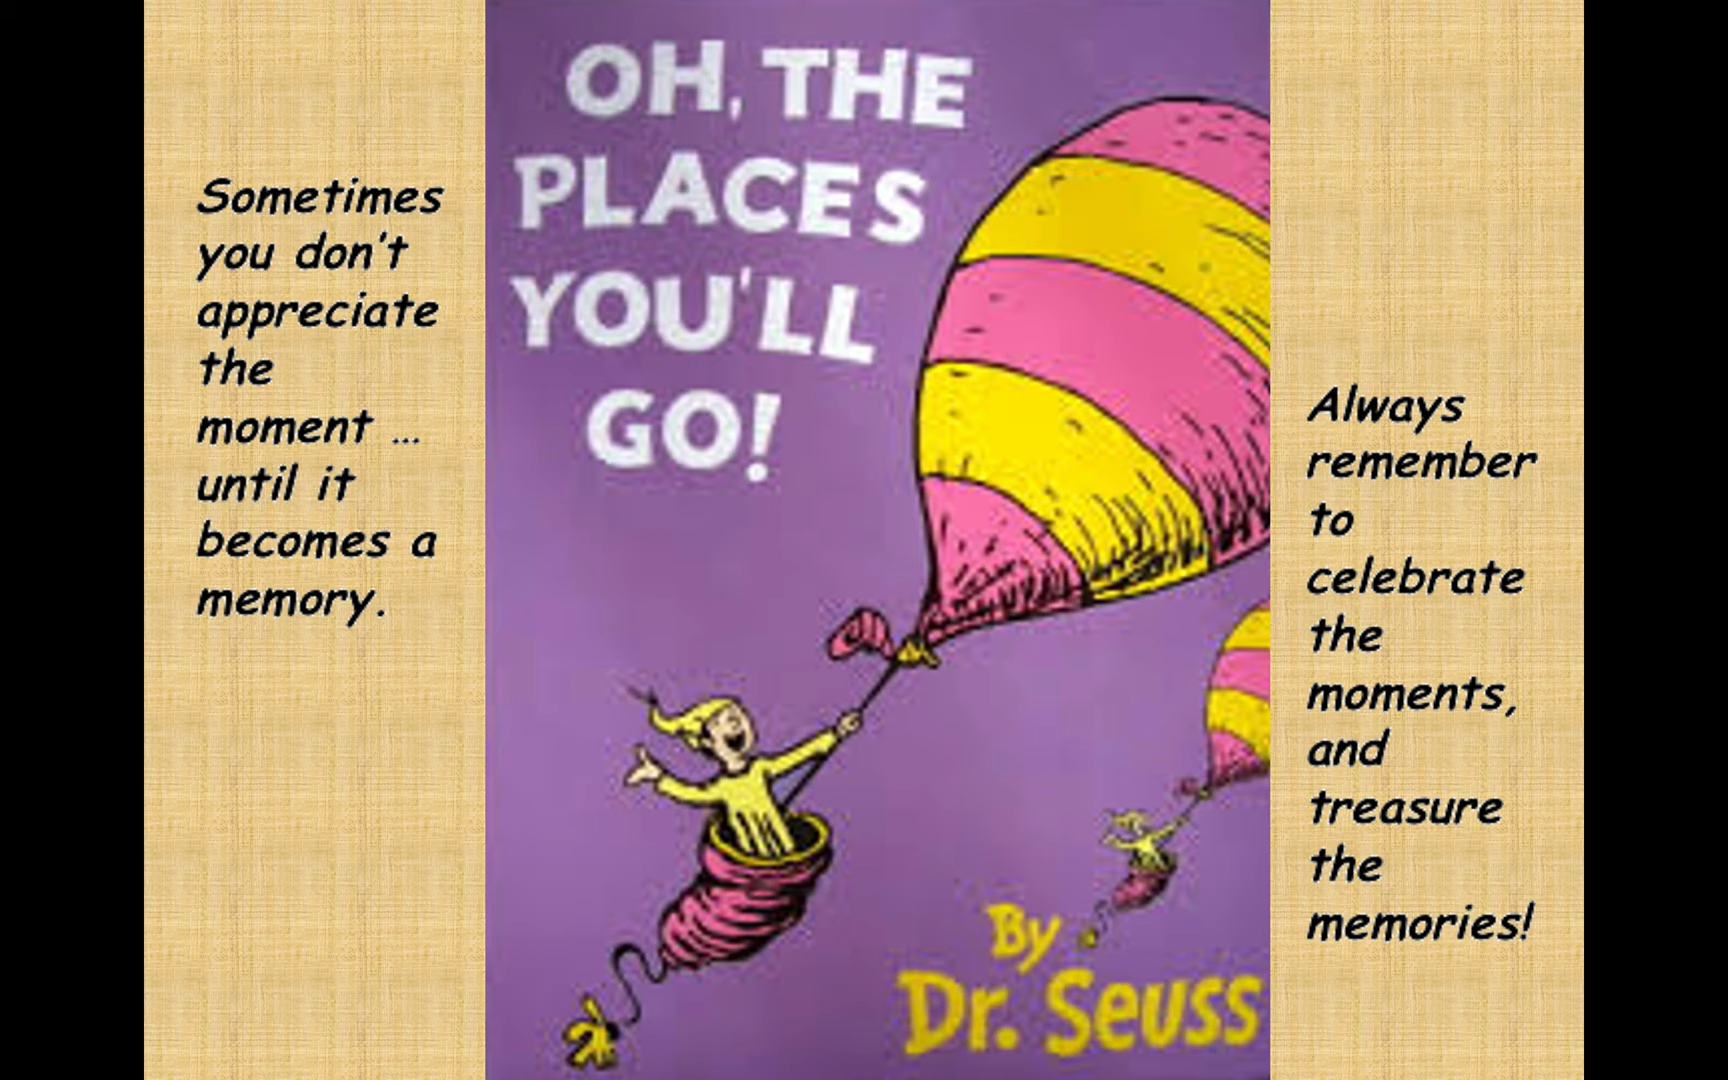 Sometimes
you don't
appreciate
the
moment ...
until it
becomes a
memory.
OH, THE
PLACES
YOU'LL
GO!
By
Dr. Seuss
Always
remember
to
celebrate
the
moments,
and
treasure
the
memories!